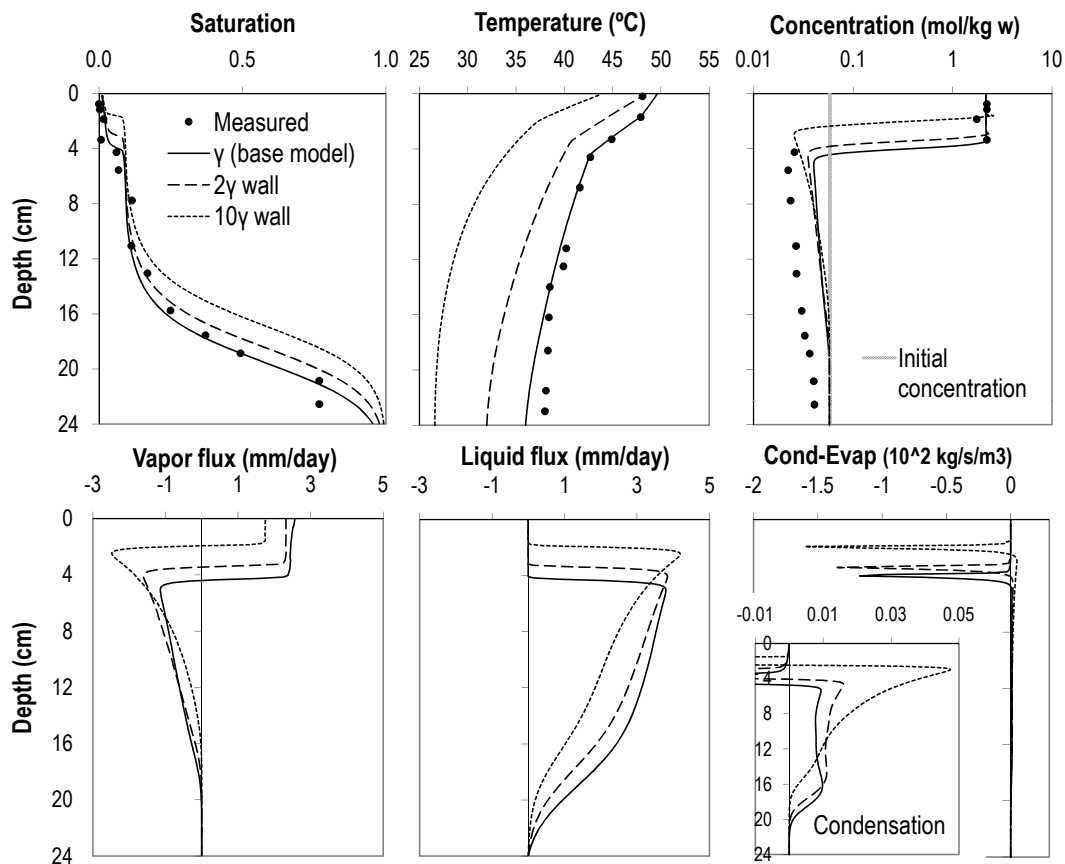 Saturation
0.0 0.5 1.0
Temperature (ºC)
25 30 35 40 45 50 55
Concentration (mol/kg w)
0.01 0.1 1 10
Depth (cm)
0
4
8
12
16
20
24
Measured
γ (base model)
2γ wall
10γ wall
Initial
concentration
Vapor flux (mm/day)
-3 -1 1 3 5
Liquid flux (mm/day)
-3 -1 1 3 5
Cond-Evap (10^2 kg/s/m3)
-2 -1.5 -1 -0.5 0
Depth (cm)
0
4
8
12
16
20
24
-0.01 0.01 0.03 0.05
0
4
8
12
16
20
24
Condensation